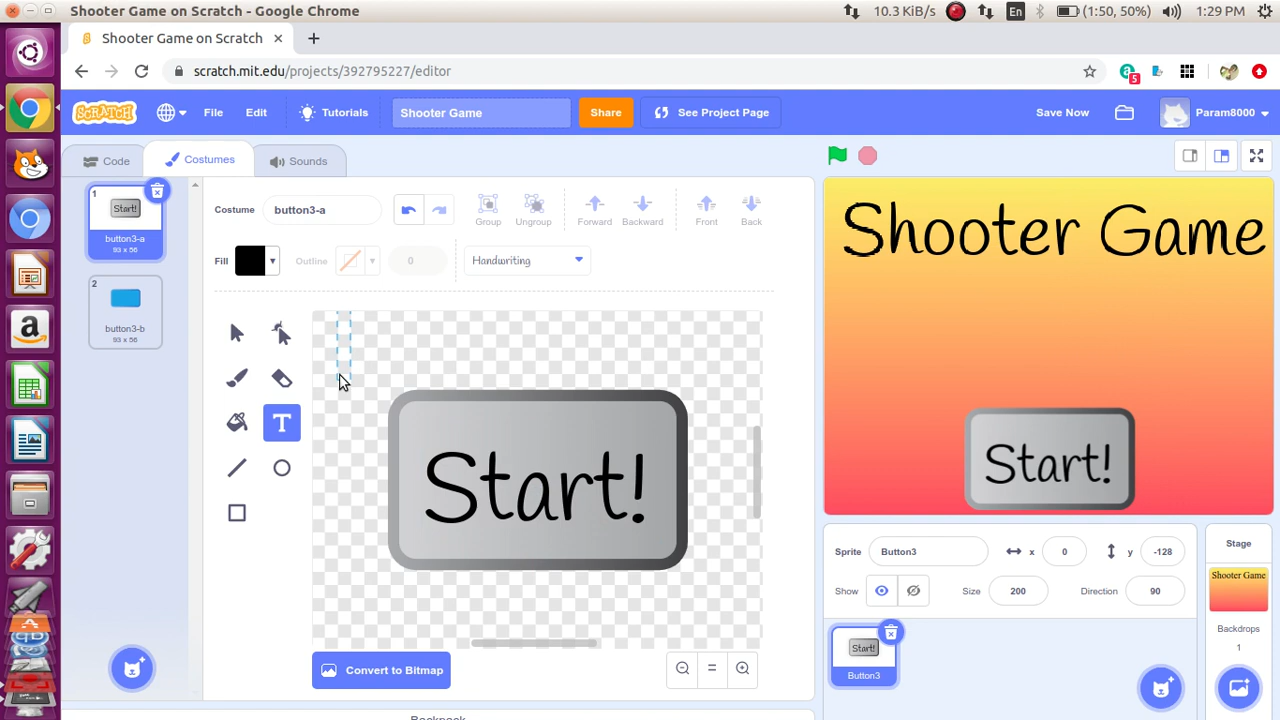 Shooter Game on Scratch - Google Chrome
10.3 KiB/s
En
(1:50, 50%)
1:29 PM
Shooter Game on Scratch
scratch.mit.edu/projects/392795227/editor
5
SCRATCH
File
Edit
Tutorials
Shooter Game
Share
See Project Page
Save Now
Param8000
Code
Costumes
Sounds
1
Start!
button3-a
93 x 56
2
button3-b
93 x 56
Costume
button3-a
Group
Ungroup
Forward
Backward
Front
Back
Fill
Outline
0
Handwriting
T
Start!
Convert to Bitmap
Backpack
Shooter Game
Start!
Sprite
Button3
x
0
y
-128
Show
Size
200
Direction
90
Start!
Button3
Stage
Shooter Game
Backdrops
1